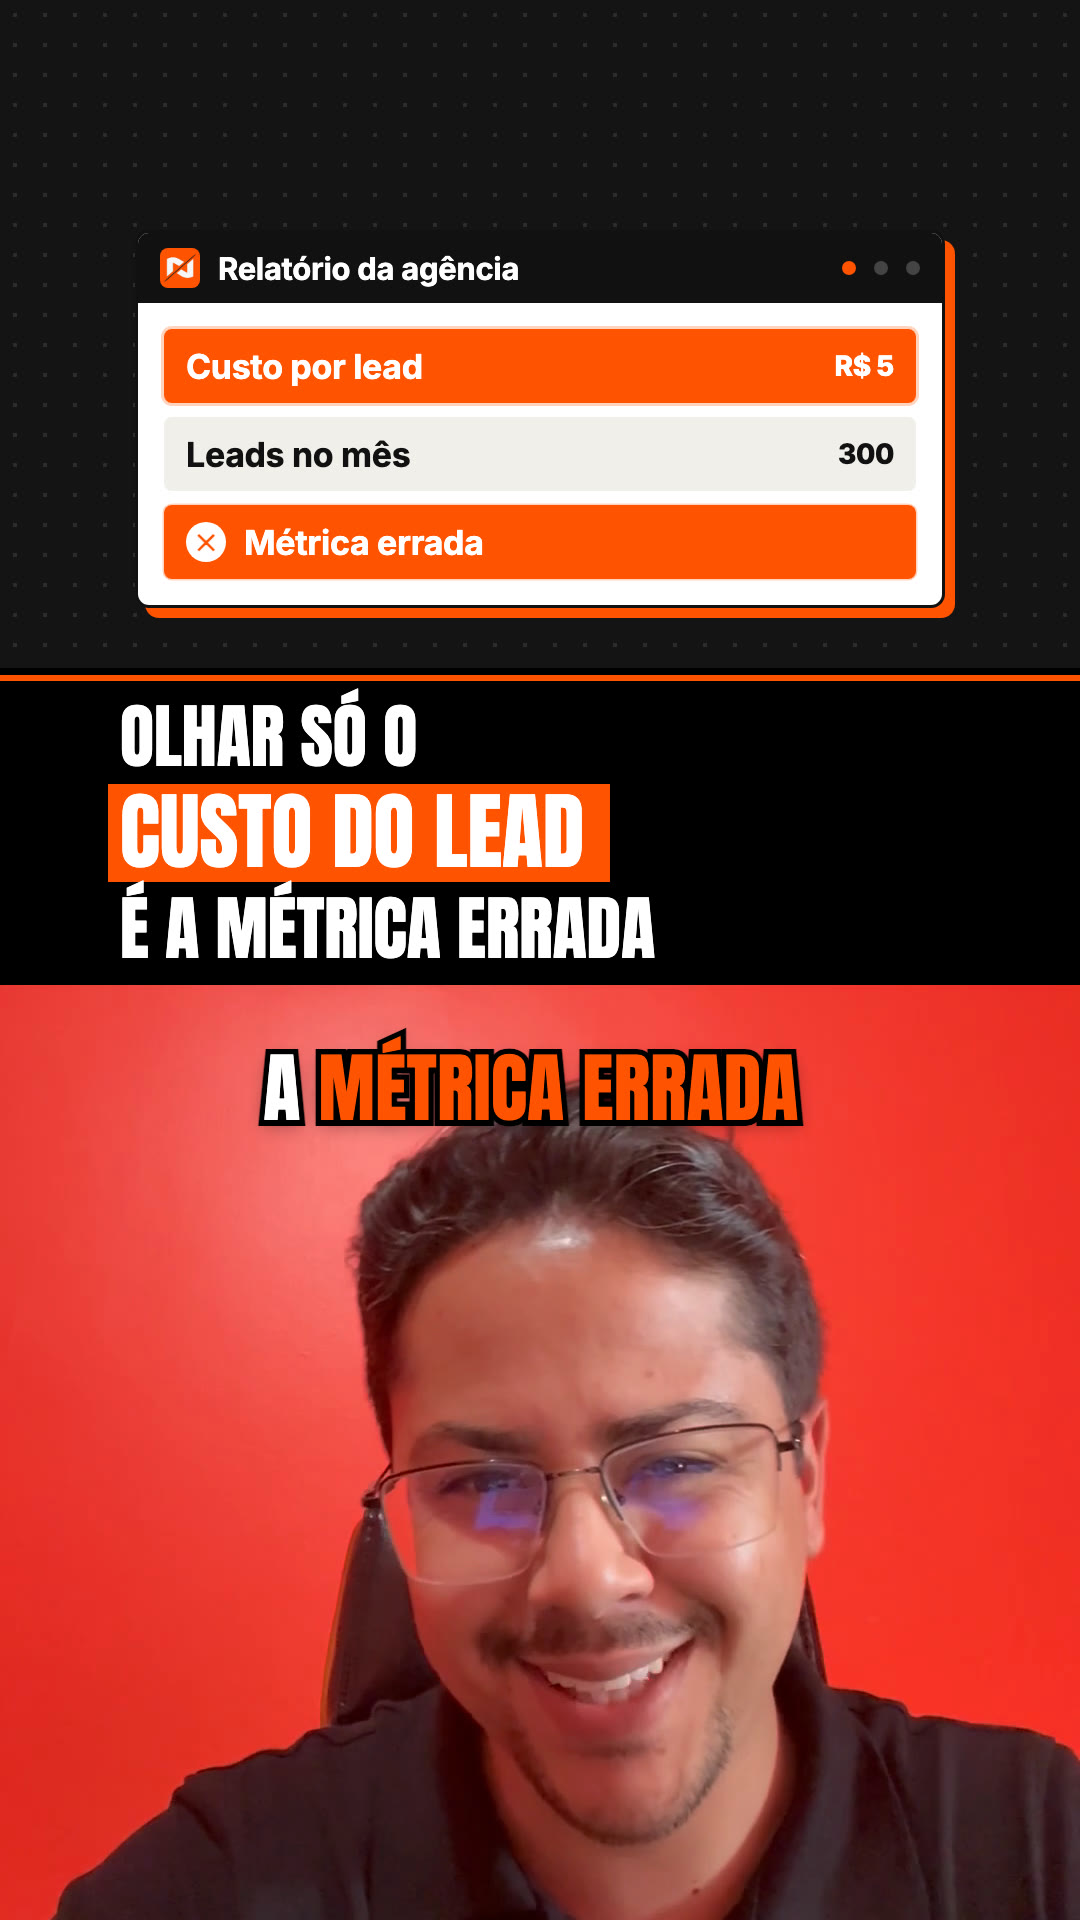 Relatório da agência
Custo por lead R$ 5
Leads no mês 300
Métrica errada
OLHAR SÓ O
CUSTO DO LEAD
É A MÉTRICA ERRADA
A MÉTRICA ERRADA